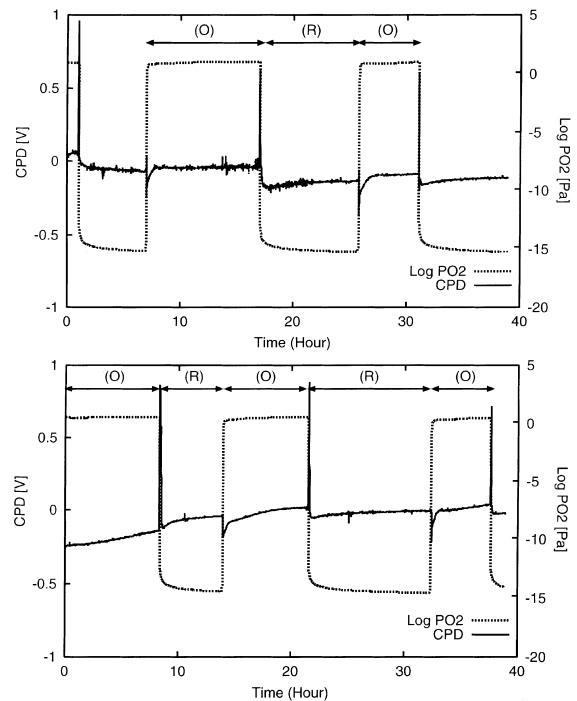 (O) (R) (O)
1 5
0.5 0
-5
0
-10
-0.5
-15
-1 -20
CPD [V]
Log PO2 [Pa]
Log PO2
CPD
0 10 20 30 40
Time (Hour)
1 5
(O) (R) (O) (R) (O)
0.5 0
-5
0
-10
-0.5
-15
-1 -20
CPD [V]
Log PO2 [Pa]
Log PO2
CPD
0 10 20 30 40
Time (Hour)